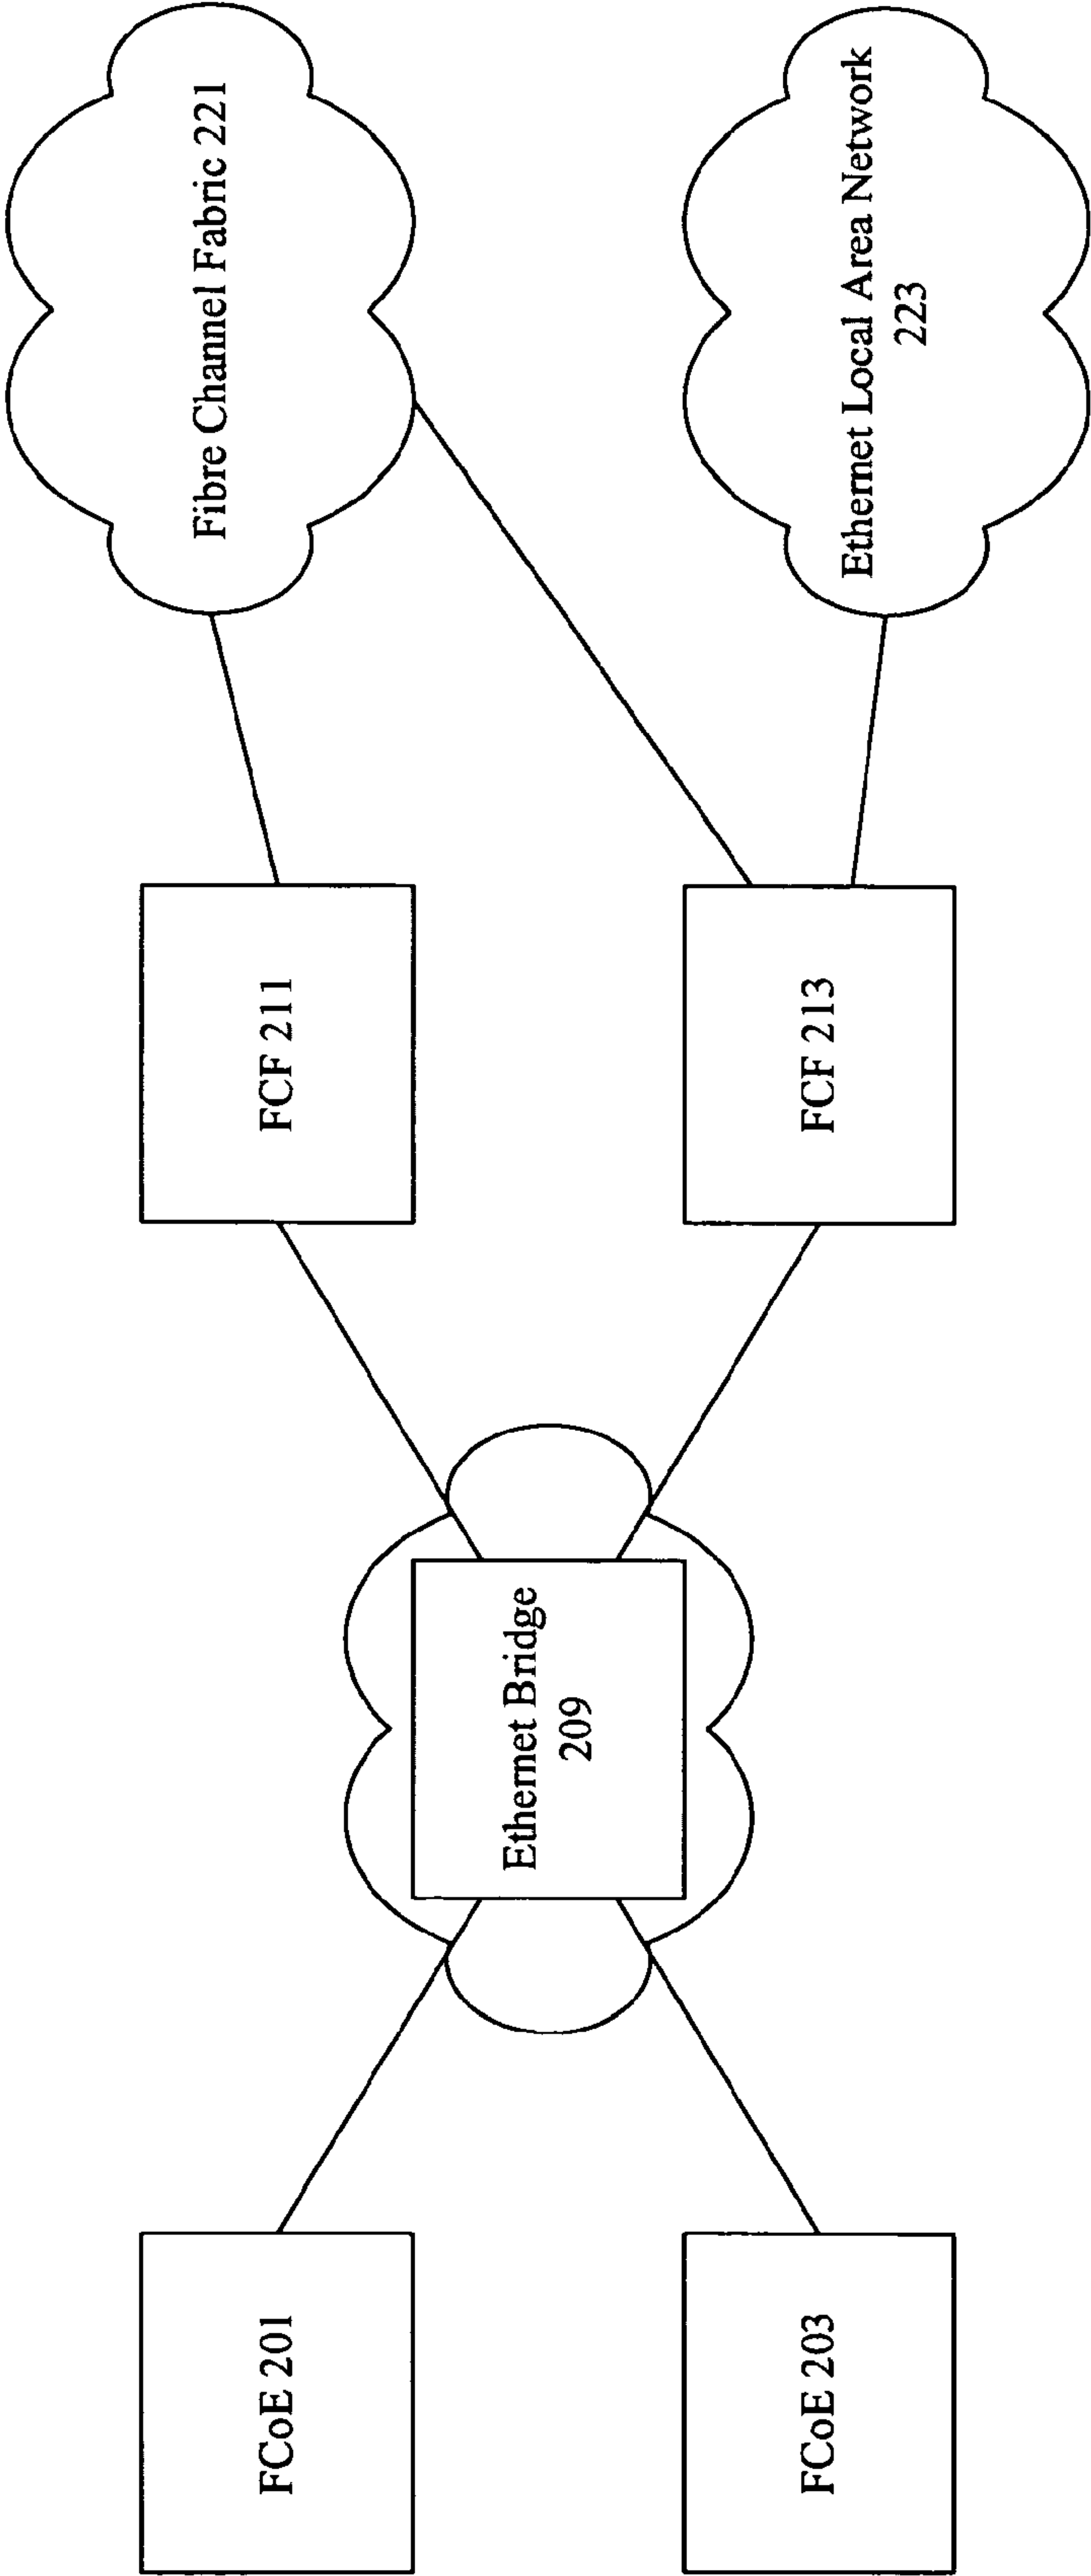 FCoE 201
FCoE 203
Ethernet Bridge
209
FCF 211
FCF 213
Fibre Channel Fabric 221
Ethernet Local Area Network
223